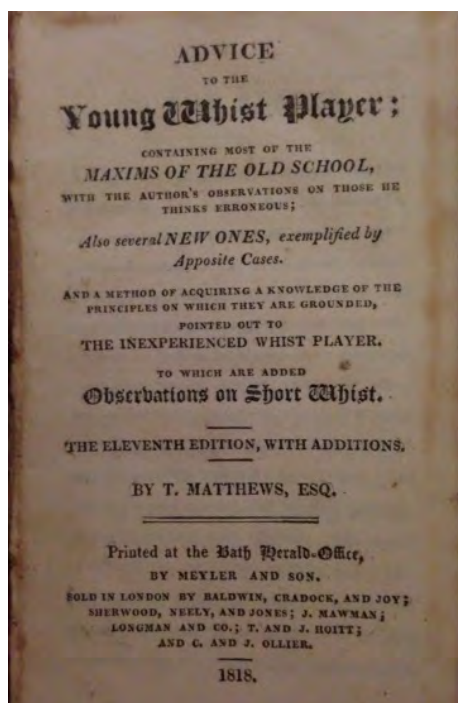 ADVICE
TO THE
Young Whist Player:
CONTAINING MOST OF THE
MAXIMS OF THE OLD SCHOOL,
WITH THE AUTHOR'S OBSERVATIONS ON THOSE HE
THINKS ERRONEOUS;
Also several NEW ONES, exemplified by
Apposite Cases.
AND A METHOD OF ACQUIRING A KNOWLEDGE OF THE
PRINCIPLES ON WHICH THEY ARE GROUNDED,
POINTED OUT TO
THE INEXPERIENCED WHIST PLAYER.
TO WHICH ARE ADDED
Observations on Short Whist.
THE ELEVENTH EDITION, WITH ADDITIONS.
BY T. MATTHEWS, ESQ.
Printed at the Bath Herald-Office,
BY MEYLER AND SON.
SOLD IN LONDON BY BALDWIN, CRADOCK, AND JOY;
SHERWOOD, NEELY, AND JONES; J. MAWMAN;
LONGMAN AND CO.; T. AND J. HOITT;
AND C. AND J. OLLIER.
1818.